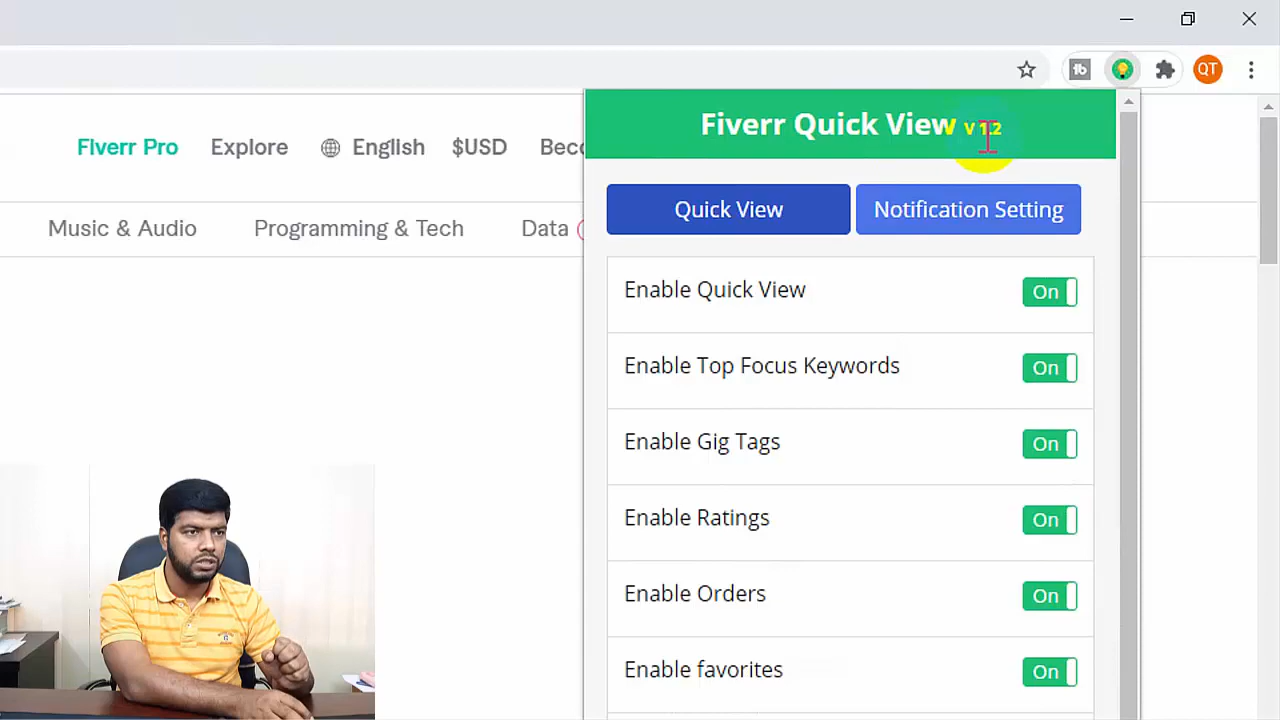 QT
Fiverr Quick View v 1.2
Fiverr Pro Explore English $USD Beco
Quick View Notification Setting
Music & Audio Programming & Tech Data
Enable Quick View On
Enable Top Focus Keywords On
Enable Gig Tags On
Enable Ratings On
Enable Orders On
Enable favorites On